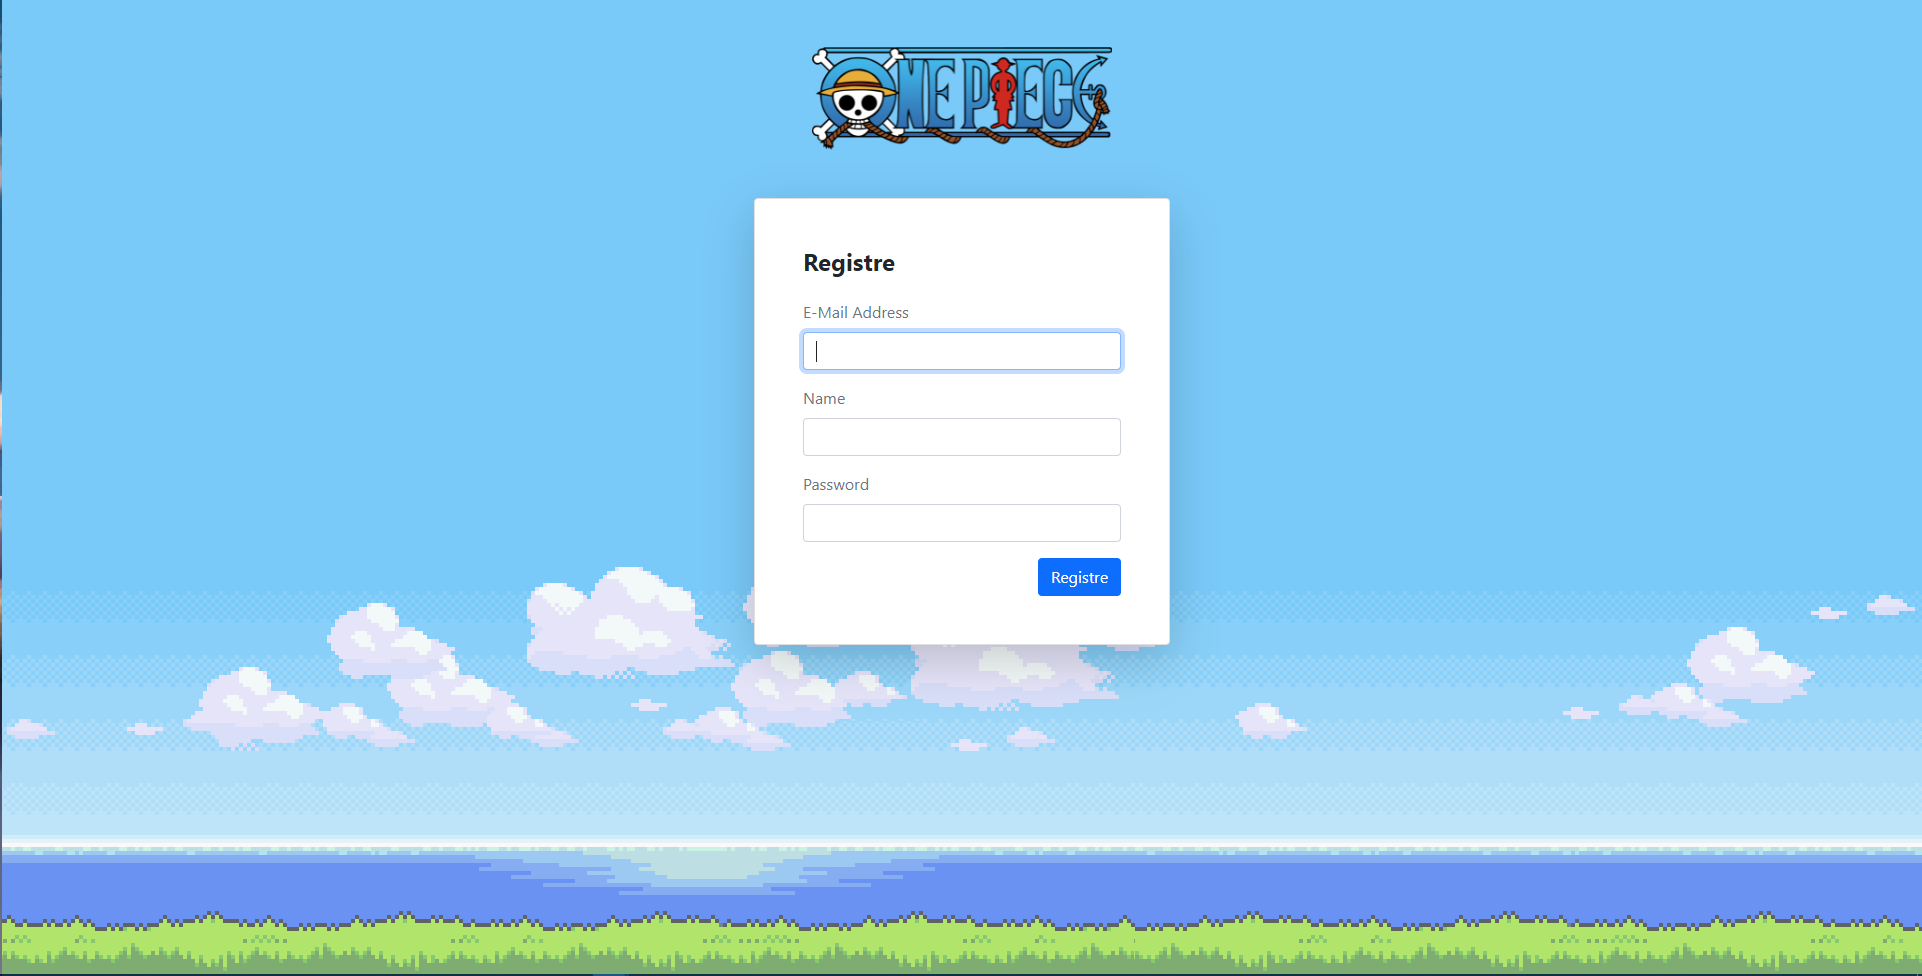 ONE PIECE
Registre
E-Mail Address
Name
Password
Registre